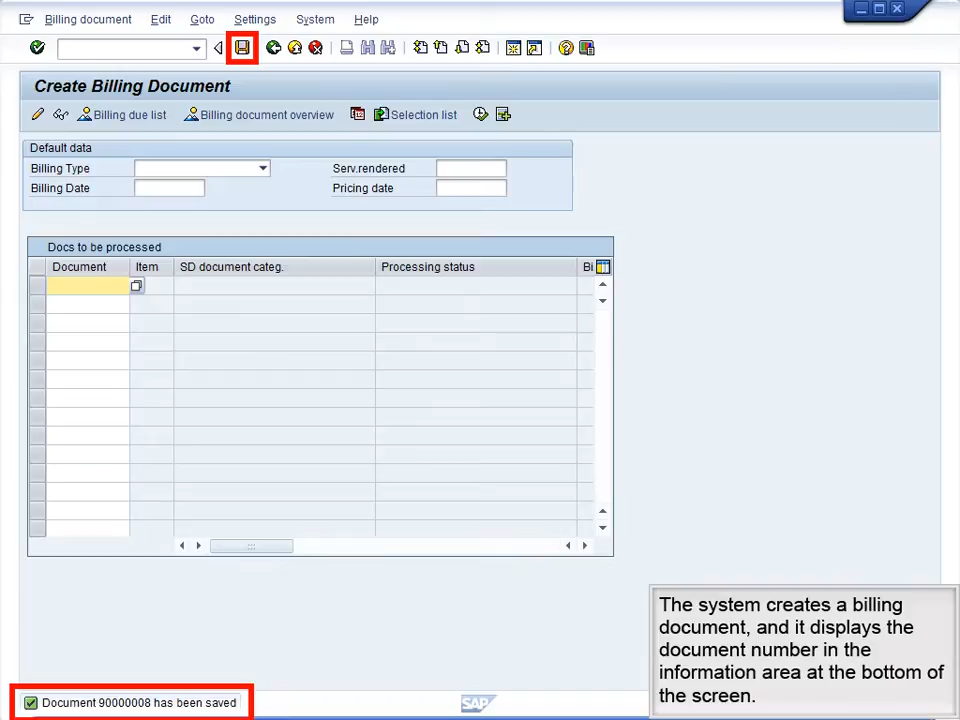 Billing document Edit Goto Settings System Help
Create Billing Document
Billing due list Billing document overview Selection list
Default data
Billing Type Serv.rendered
Billing Date Pricing date
Docs to be processed
Document Item SD document categ. Processing status Bi
The system creates a billing
document, and it displays the
document number in the
information area at the bottom of
the screen.
Document 90000008 has been saved
SAP